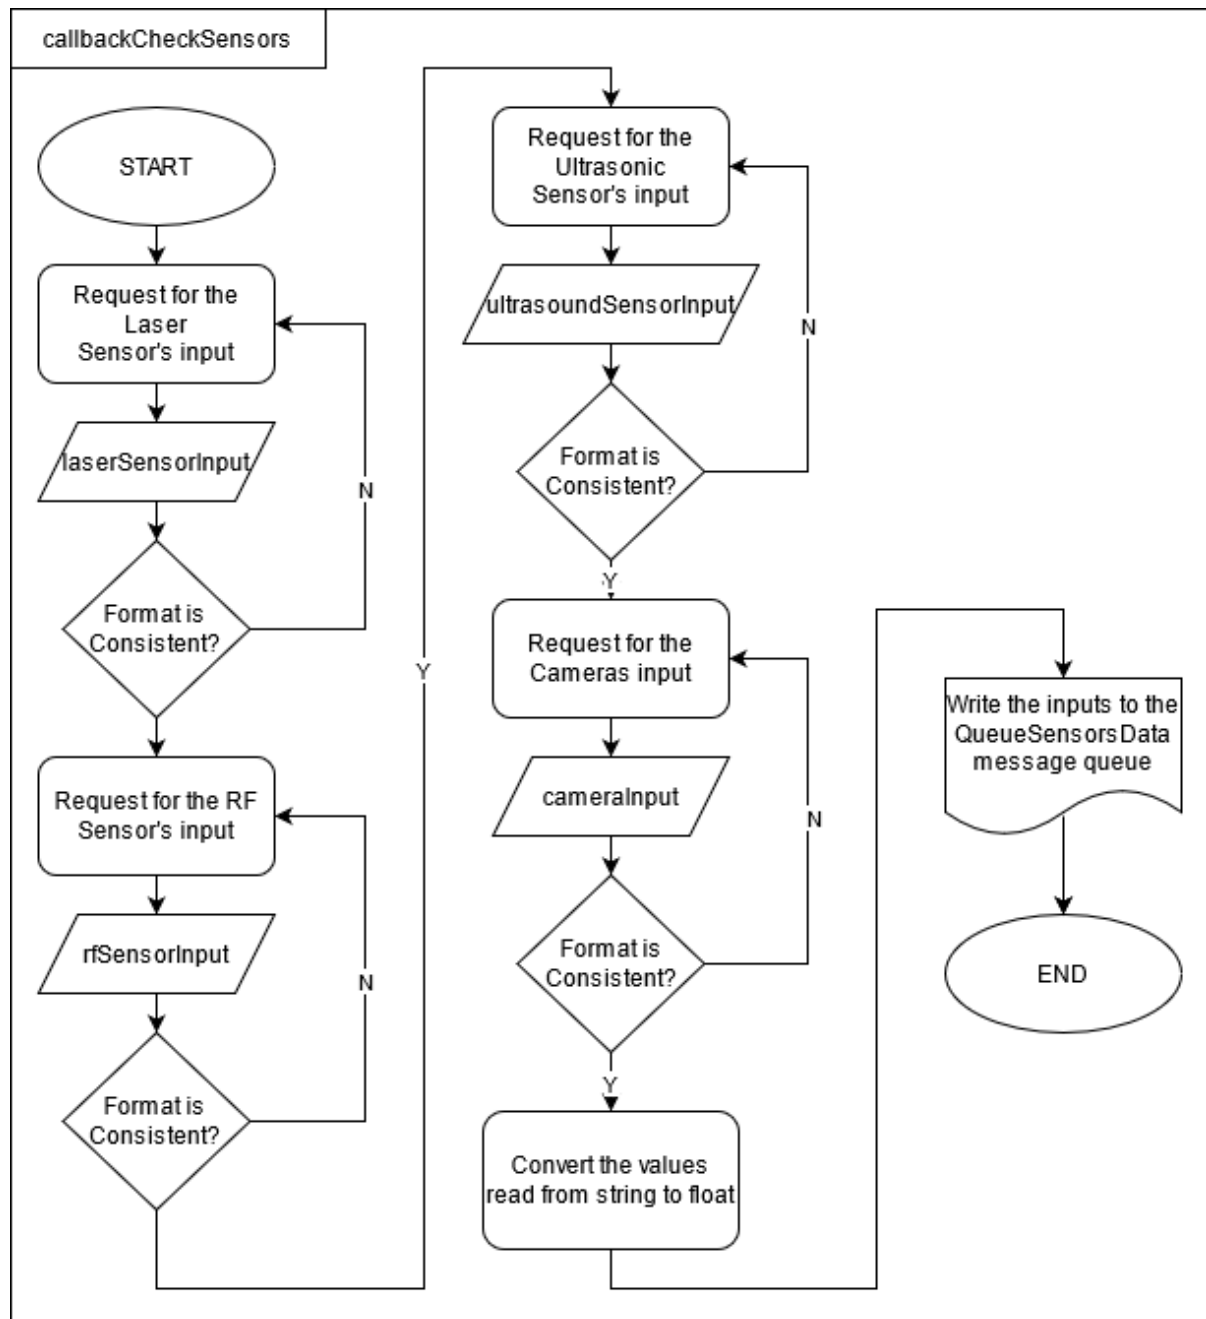 callbackCheckSensors
START
Request for the
Laser
Sensor's input
laserSensorInput
N
Format is
Consistent?
Request for the RF
Sensor's input
rfSensorInput
N
Format is
Consistent?
Y
Request for the
Ultrasonic
Sensor's input
ultrasoundSensorInput
N
Format is
Consistent?
Y
Request for the
Cameras input
cameraInput
N
Format is
Consistent?
Y
Convert the values
read from string to float
Write the inputs to the
QueueSensorsData
message queue
END